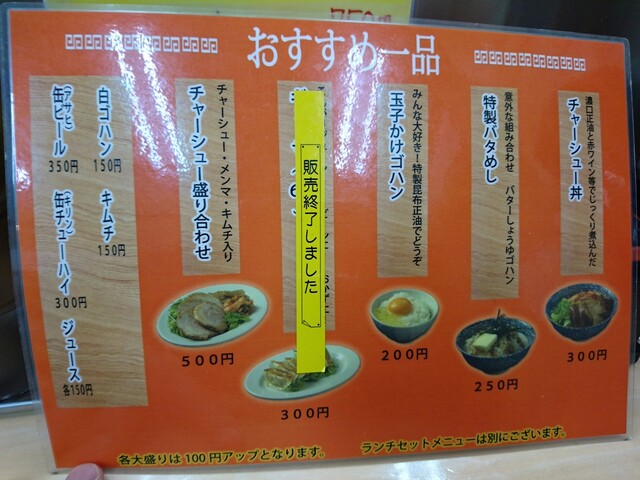 おすすめ一品
濃口正油と赤ワイン等でじっくり煮込んだ
チャーシュー丼
300円
意外な組み合わせ バターしょうゆゴハン
特製バタめし
250円
みんな大好き!特製昆布正油でどうぞ
玉子かけゴハン
200円
販売終了しました
300円
チャーシュー・メンマ・キムチ入り
チャーシュー盛り合わせ
500円
白ゴハン 150円
キムチ 150円
ジュース 各150円
(アサヒ)缶ビール 350円
(キリン)缶チューハイ 300円
各大盛りは100円アップとなります。
ランチセットメニューは別にございます。